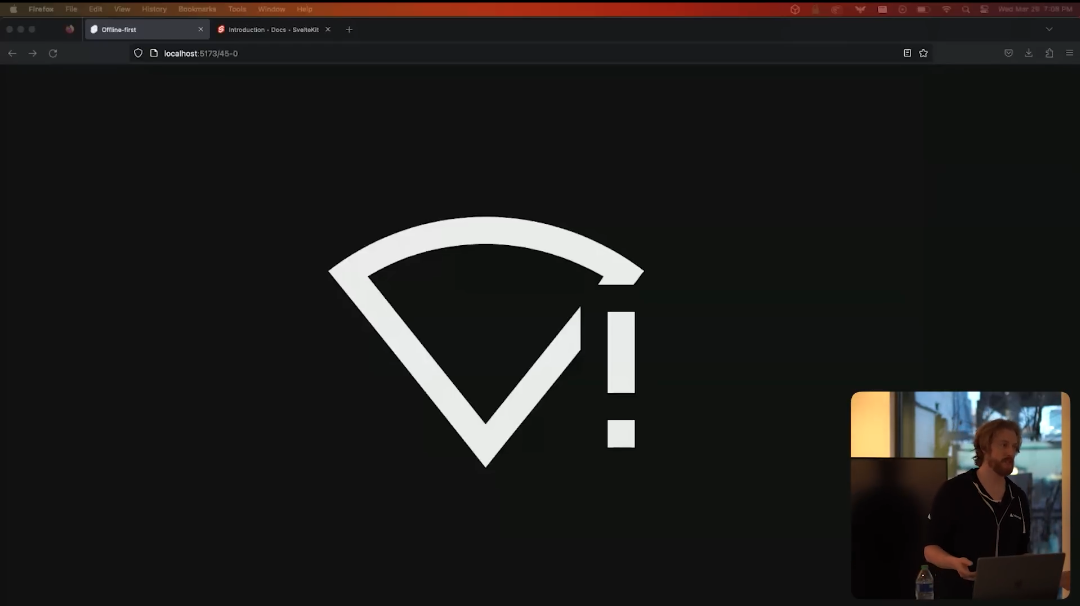 Firefox File Edit View History Bookmarks Tools Window Help Wed Mar 20 7:08 PM
Offline-first Introduction - Docs - SvelteKit
localhost:5173/45-0